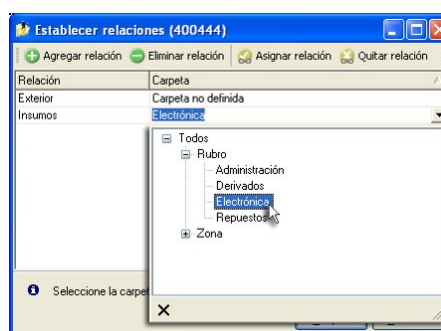 Establecer relaciones (400444)
Agregar relación Eliminar relación Asignar relación Quitar relación
Relación Carpeta
Exterior Carpeta no definida
Insumos Electrónica
Todos
Rubro
Administración
Derivados
Electrónica
Repuestos
Zona
Seleccione la